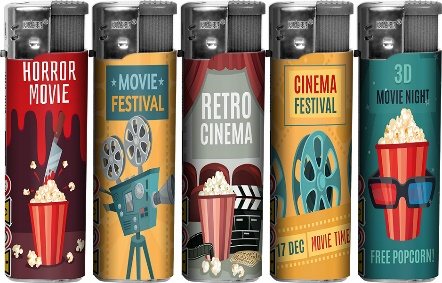 HORROR
MOVIE
MOVIE
FESTIVAL
RETRO
CINEMA
CINEMA
FESTIVAL
17 DEC
MOVIE TIME
3D
MOVIE NIGHT
FREE POPCORN!